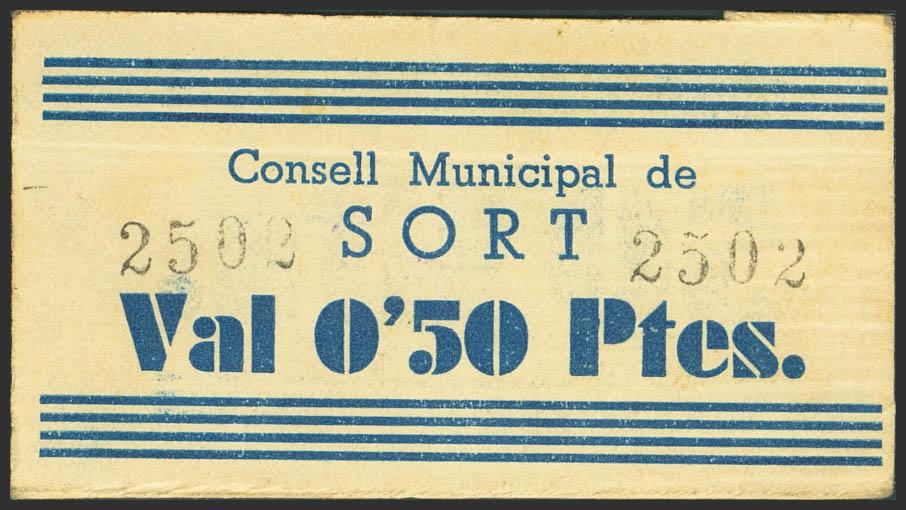 Consell Municipal de
2502 SORT 2502
Val 0'50 Ptes.